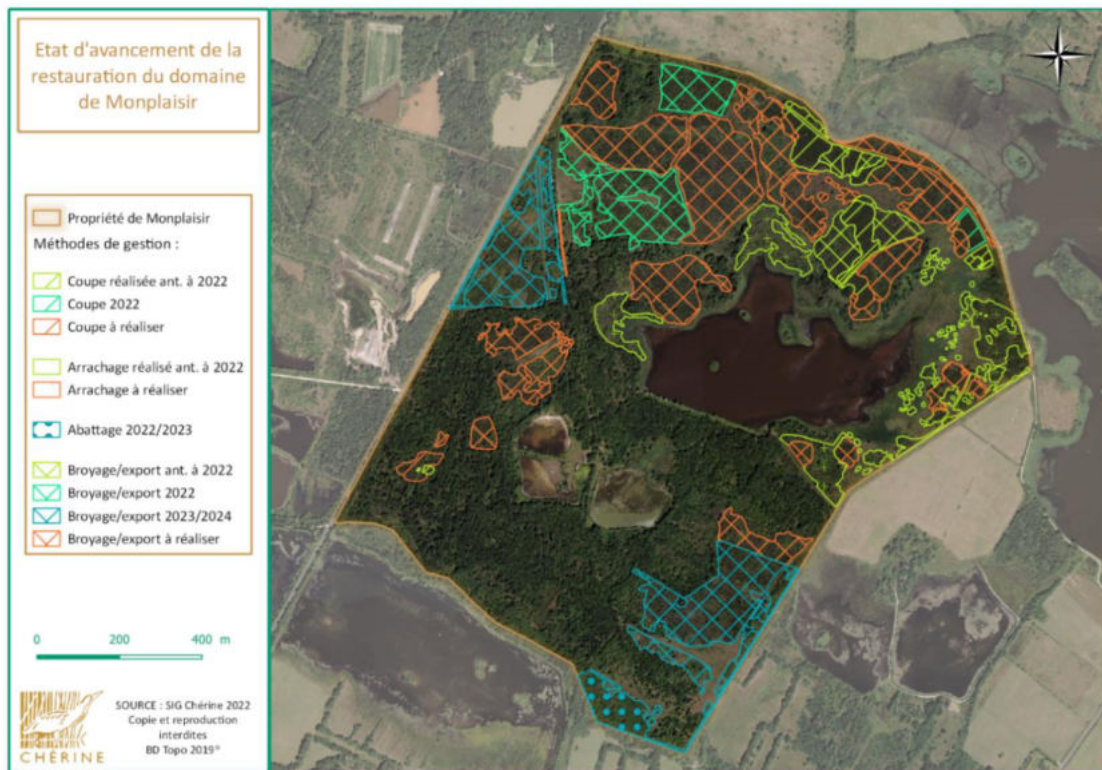 Etat d'avancement de la
restauration du domaine
de Monplaisir
Propriété de Monplaisir
Méthodes de gestion :
Coupe réalisée ant. à 2022
Coupe 2022
Coupe à réaliser
Arrachage réalisé ant. à 2022
Arrachage à réaliser
Abattage 2022/2023
Broyage/export ant. à 2022
Broyage/export 2022
Broyage/export 2023/2024
Broyage/export à réaliser
0 200 400 m
SOURCE : SIG Chérine 2022
Copie et reproduction
interdites
BD Topo 2019®
CHÉRINE